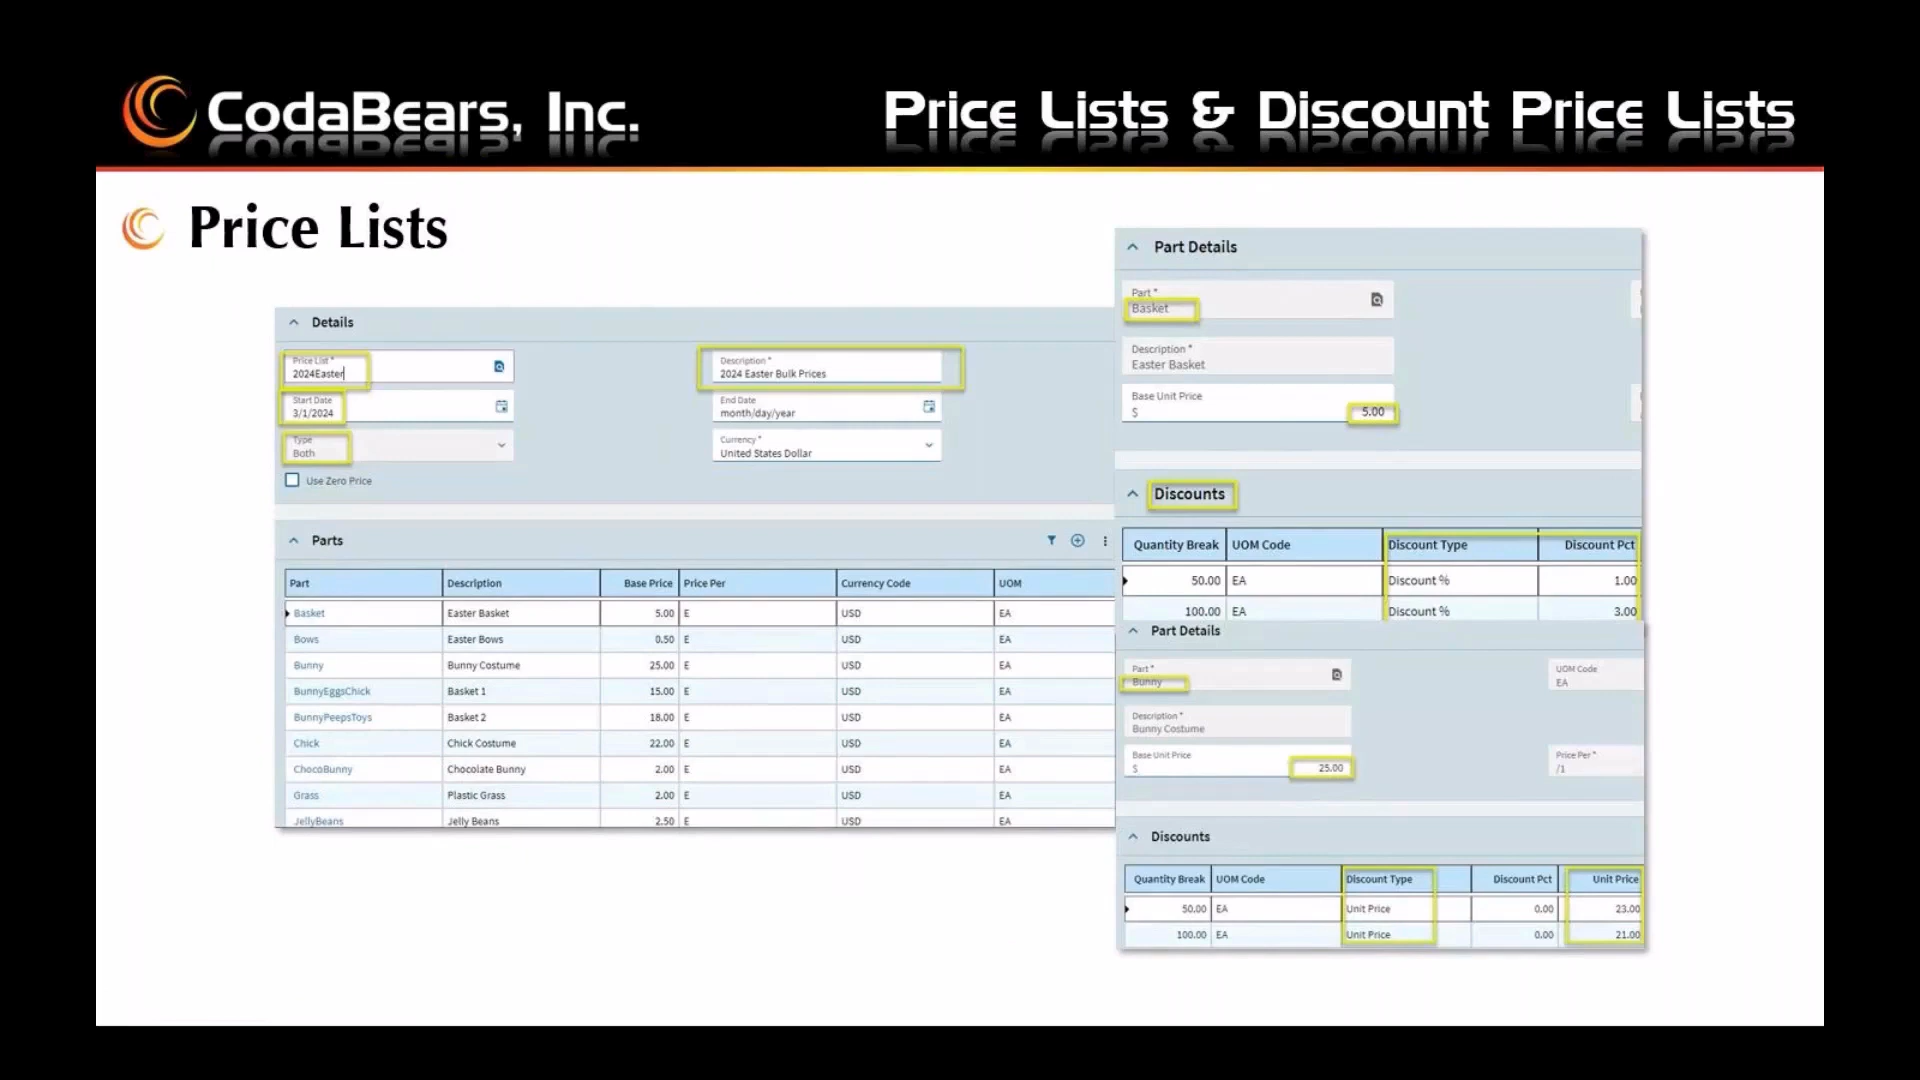 CodaBears, Inc.
Price Lists & Discount Price Lists
Price Lists
Details
Price List *
2024Easter
Description *
2024 Easter Bulk Prices
Start Date
3/1/2024
End Date
month/day/year
Type
Both
Currency *
United States Dollar
Use Zero Price
Parts
Part Description Base Price Price Per Currency Code UOM
Basket Easter Basket 5.00 E USD EA
Bows Easter Bows 0.50 E USD EA
Bunny Bunny Costume 25.00 E USD EA
BunnyEggsChick Basket 1 15.00 E USD EA
BunnyPeepsToys Basket 2 18.00 E USD EA
Chick Chick Costume 22.00 E USD EA
ChocoBunny Chocolate Bunny 2.00 E USD EA
Grass Plastic Grass 2.00 E USD EA
JellyBeans Jelly Beans 2.50 E USD EA
Part Details
Part *
Basket
Description *
Easter Basket
Base Unit Price
$ 5.00
Discounts
Quantity Break UOM Code Discount Type Discount Pct
50.00 EA Discount % 1.00
100.00 EA Discount % 3.00
Part Details
Part *
Bunny
UOM Code
EA
Description *
Bunny Costume
Base Unit Price
$ 25.00
Price Per *
/1
Discounts
Quantity Break UOM Code Discount Type Discount Pct Unit Price
50.00 EA Unit Price 0.00 23.00
100.00 EA Unit Price 0.00 21.00